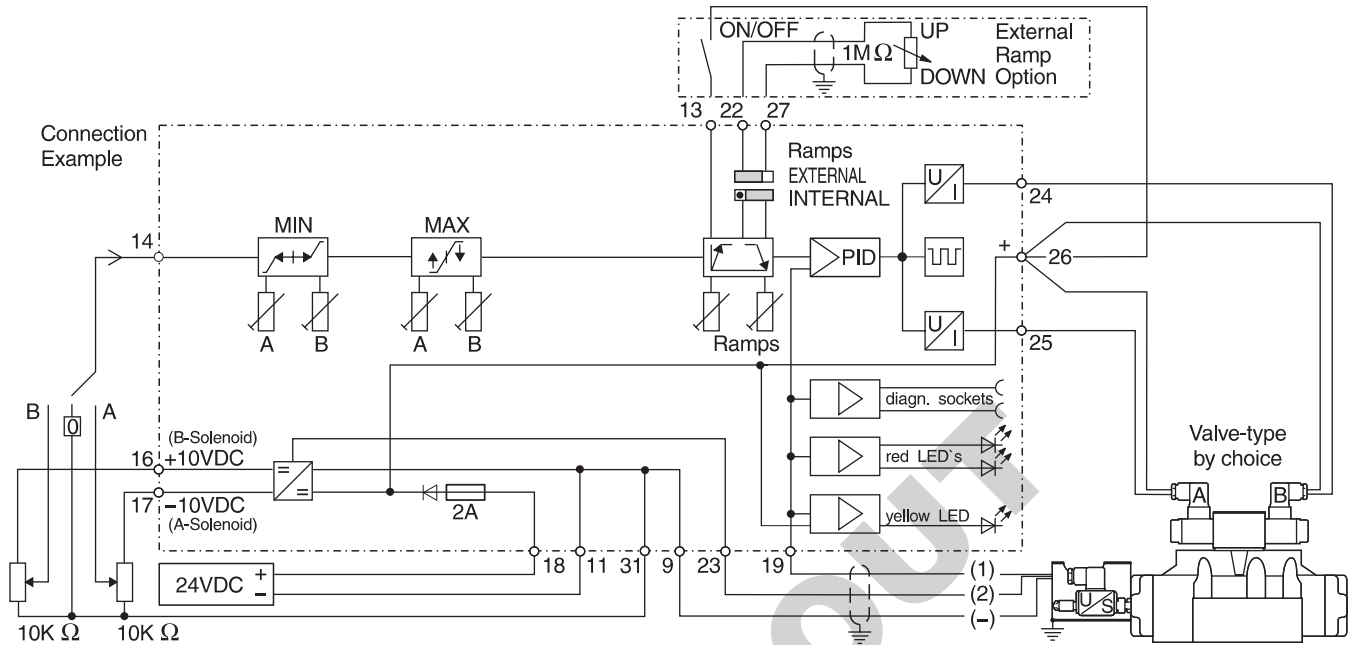 ON/OFF
UP
External
1MΩ
Ramp
DOWN
Option
13
22
27
Connection
Example
Ramps
EXTERNAL
INTERNAL
U
I
24
MIN
MAX
14
PID
+
26
U
I
25
A
B
A
B
Ramps
B
0
A
diagn. sockets
(B-Solenoid)
16
+10VDC
=
=
red LED`s
Valve-type
by choice
17
–10VDC
(A-Solenoid)
2A
yellow LED
A
B
24VDC
+
–
18
11
31
9
23
19
(1)
(2)
(–)
U
S
10K Ω
10K Ω
OUT